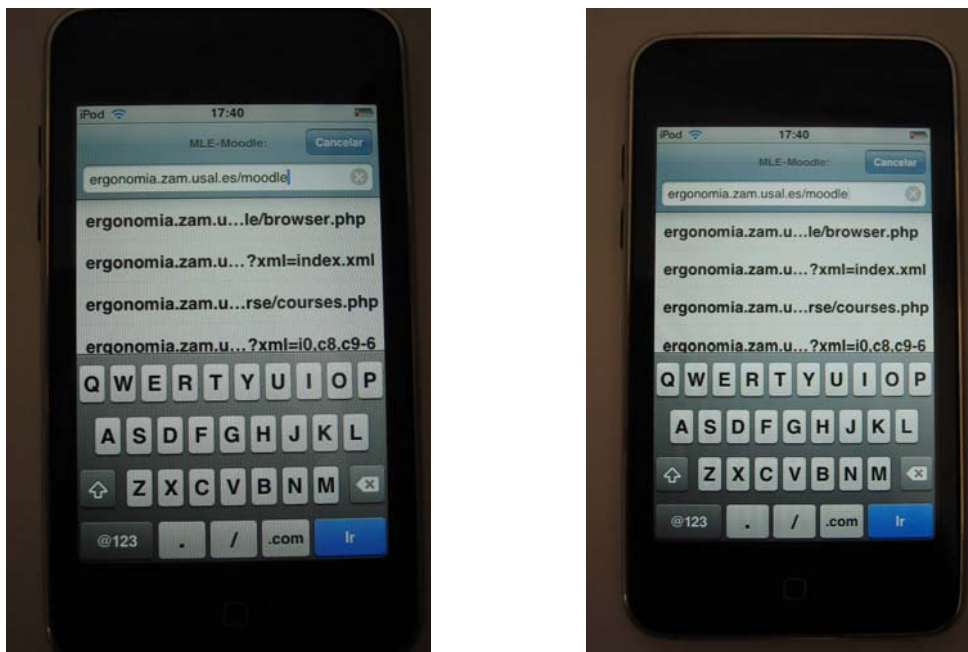 iPod 17:40
MLE-Moodle: Cancelar
ergonomia.zam.usal.es/moodle
ergonomia.zam.u...le/browser.php
ergonomia.zam.u...?xml=index.xml
ergonomia.zam.u...rse/courses.php
ergonomia.zam.u...?xml=i0,c8,c9-6
Q W E R T Y U I O P
A S D F G H J K L
Z X C V B N M
@123 . / .com Ir
iPod 17:40
MLE-Moodle: Cancelar
ergonomia.zam.usal.es/moodle
ergonomia.zam.u...le/browser.php
ergonomia.zam.u...?xml=index.xml
ergonomia.zam.u...rse/courses.php
ergonomia.zam.u...?xml=i0,c8,c9-6
Q W E R T Y U I O P
A S D F G H J K L
Z X C V B N M
@123 . / .com Ir